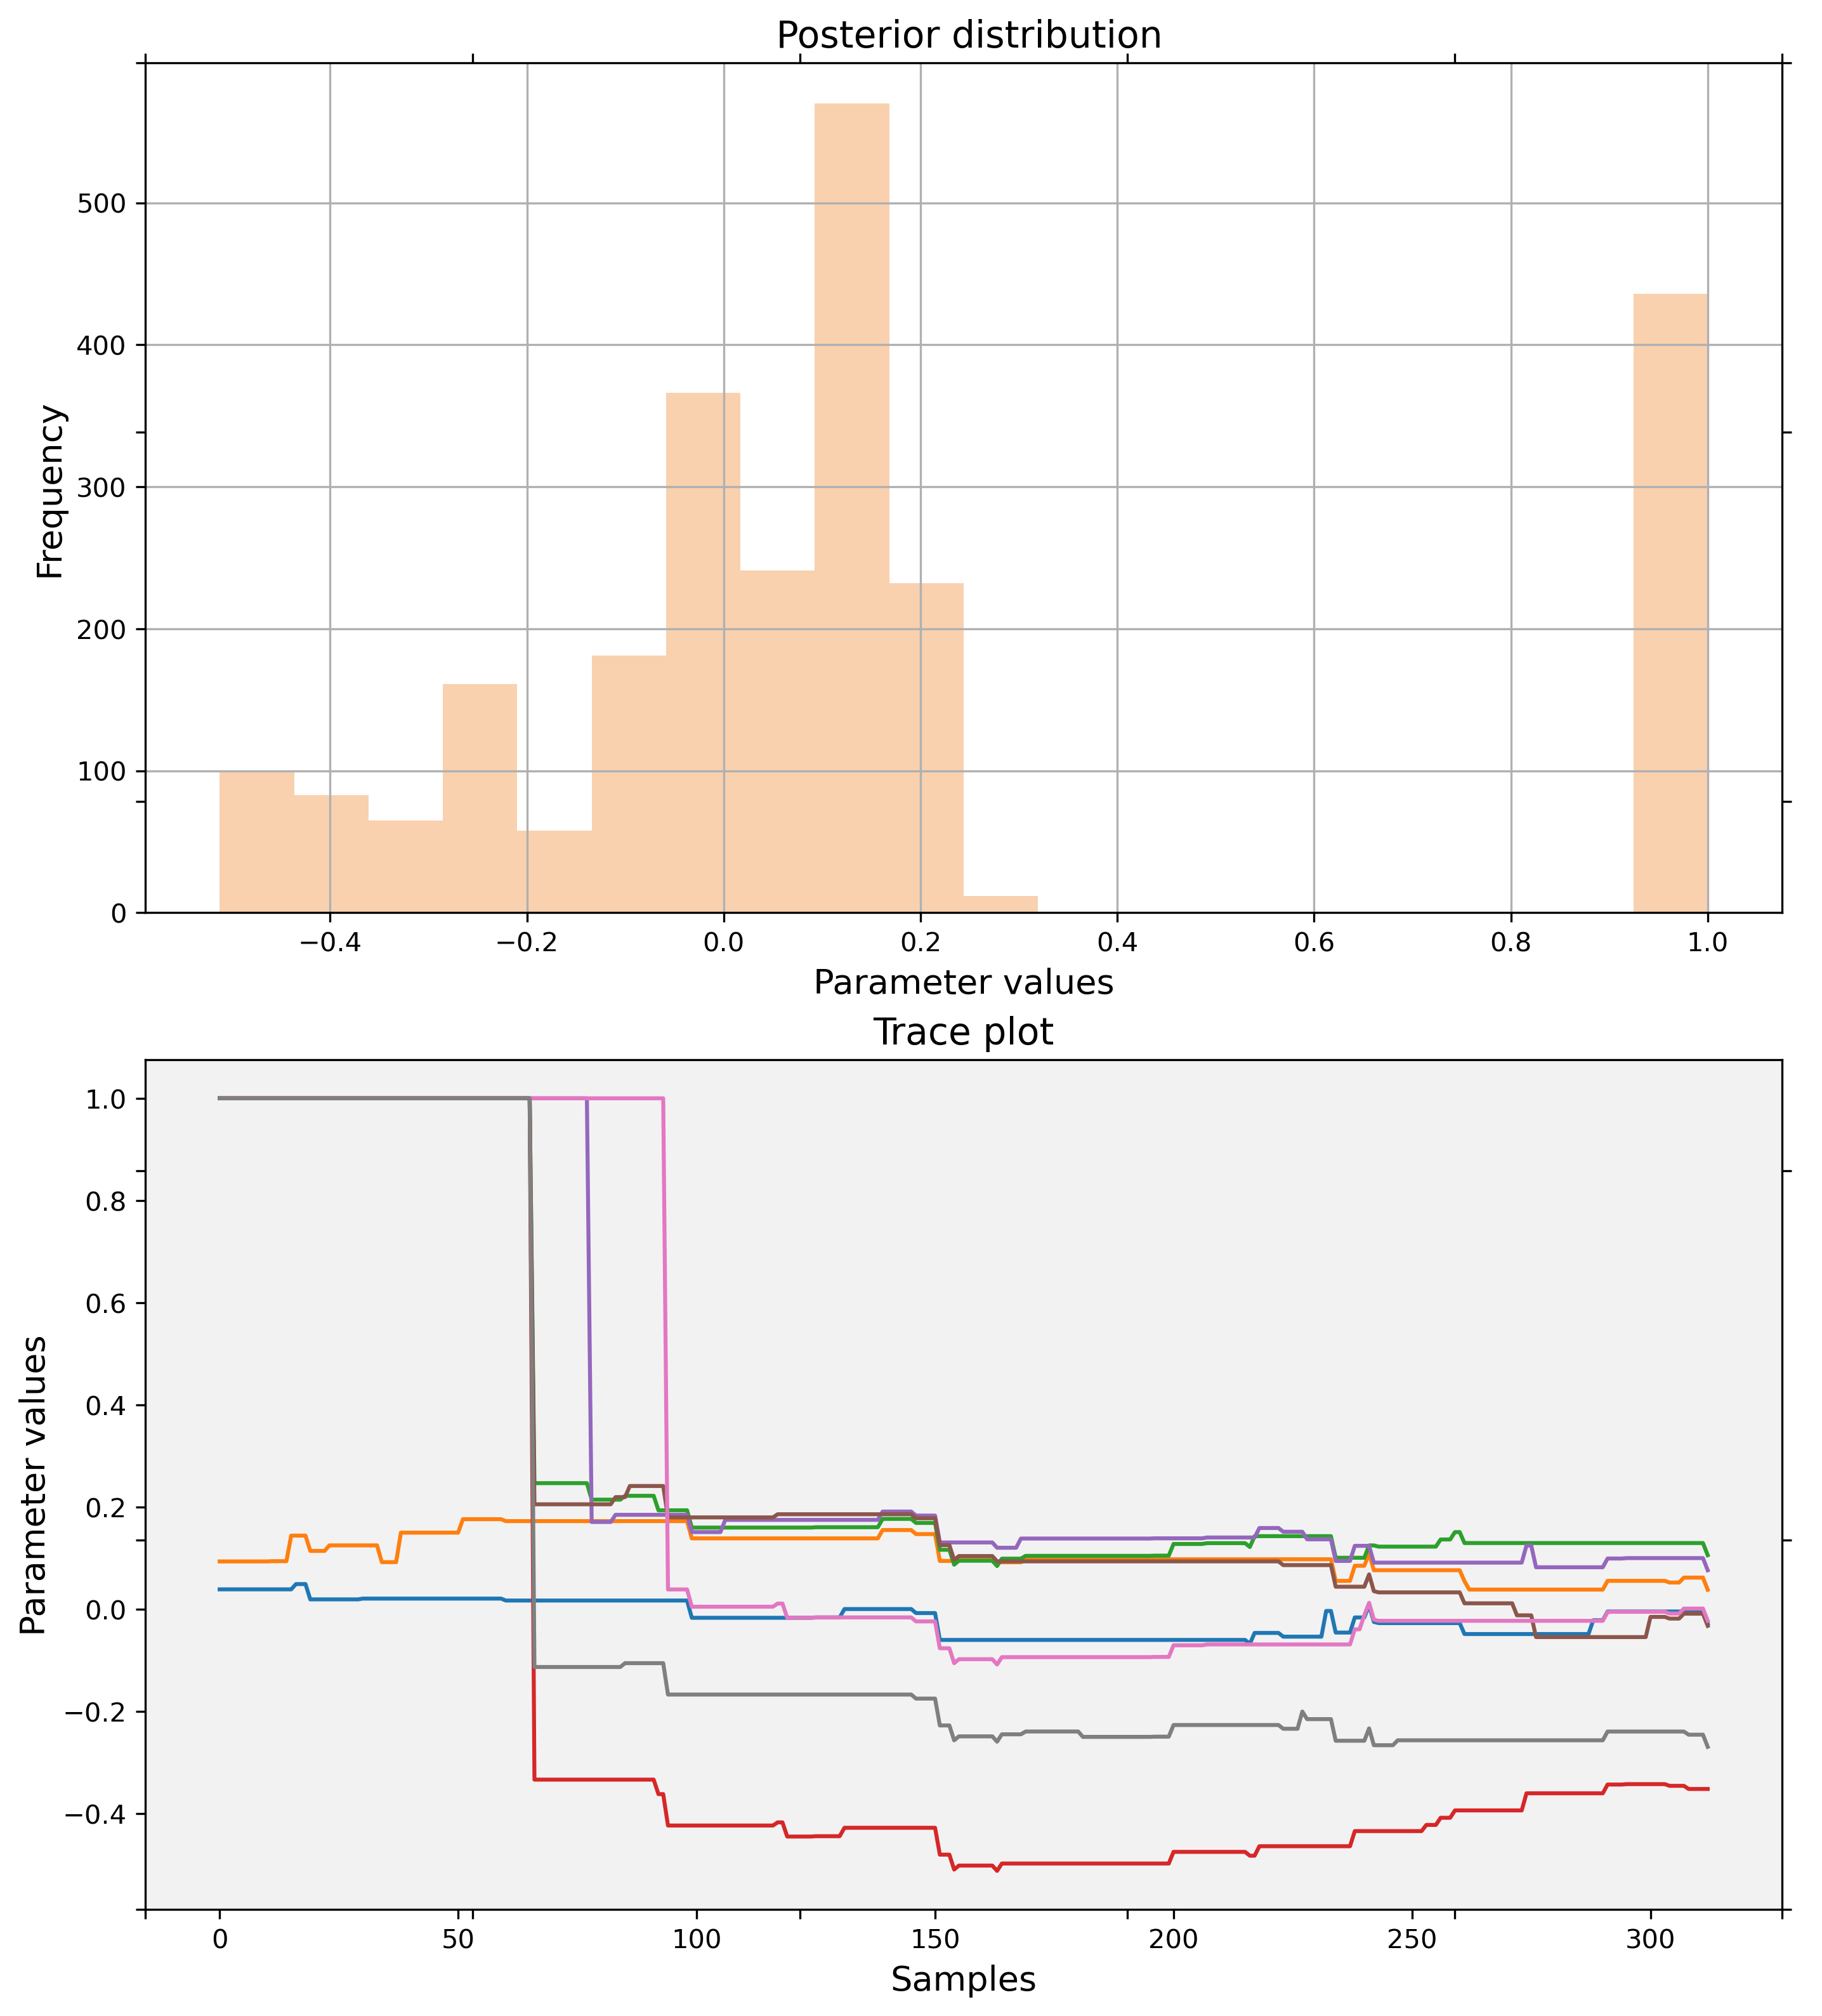 Posterior distribution
Frequency
500
400
300
200
100
0
−0.4 −0.2 0.0 0.2 0.4 0.6 0.8 1.0
Parameter values
Trace plot
Parameter values
1.0
0.8
0.6
0.4
0.2
0.0
−0.2
−0.4
0 50 100 150 200 250 300
Samples